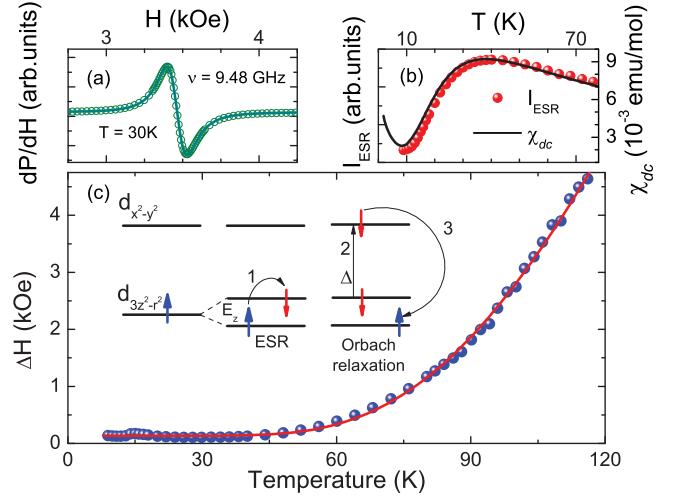 H (kOe)
3 4
T (K)
10 70
dP/dH (arb.units)
(a)
ν = 9.48 GHz
T = 30K
I_ESR (arb.units)
(b)
I_ESR
χ_dc
9
6
3
χ_dc (10⁻³ emu/mol)
(c)
d_x²-y²
d_3z²-r²
E_z
1
ESR
2
Δ
3
Orbach
relaxation
ΔH (kOe)
4
3
2
1
0
0 30 60 90 120
Temperature (K)